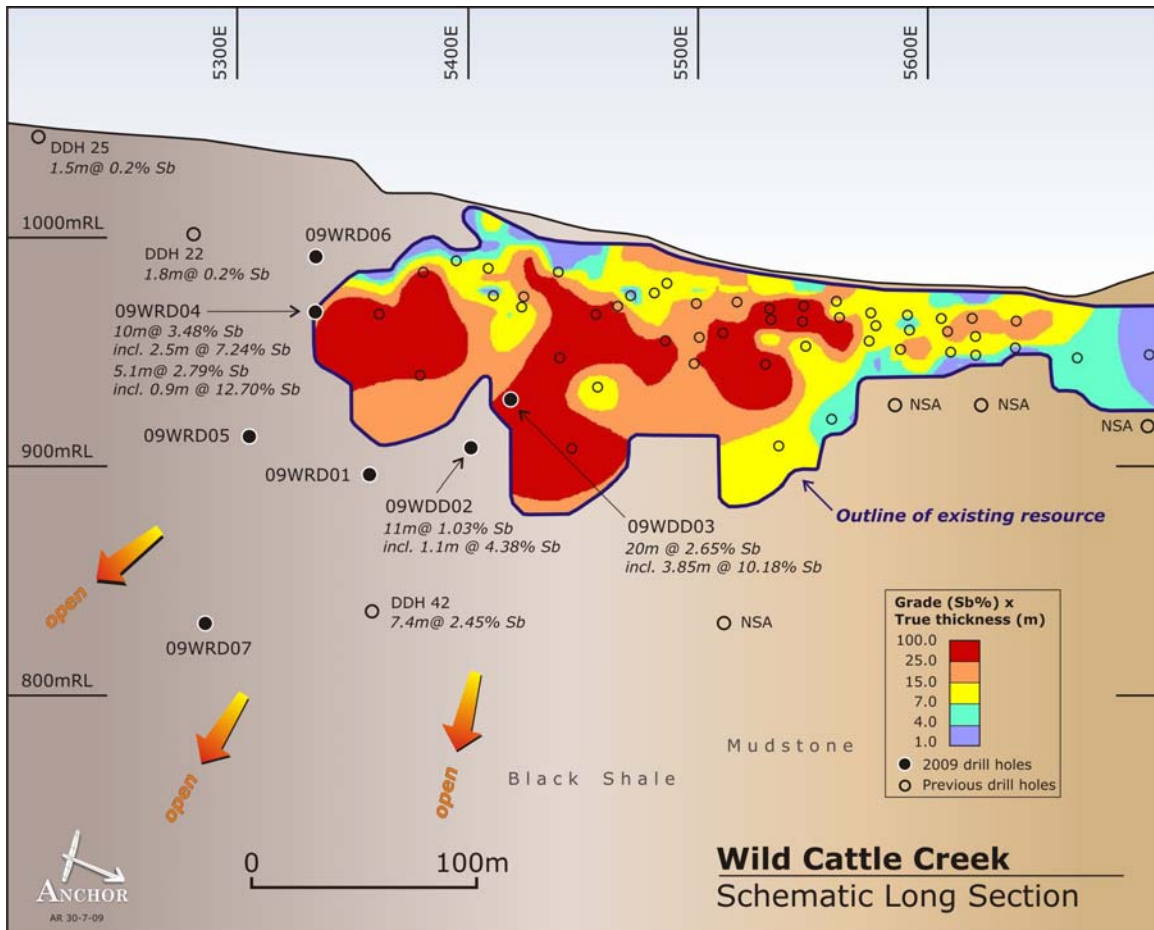 5300E
5400E
5500E
5600E
DDH 25
1.5m@ 0.2% Sb
1000mRL
DDH 22
1.8m@ 0.2% Sb
09WRD06
09WRD04
10m@ 3.48% Sb
incl. 2.5m @ 7.24% Sb
5.1m@ 2.79% Sb
incl. 0.9m @ 12.70% Sb
NSA
NSA
NSA
09WRD05
900mRL
09WRD01
09WDD02
11m@ 1.03% Sb
incl. 1.1m @ 4.38% Sb
09WDD03
20m @ 2.65% Sb
incl. 3.85m @ 10.18% Sb
Outline of existing resource
open
DDH 42
7.4m@ 2.45% Sb
NSA
09WRD07
800mRL
open
open
Black Shale
Mudstone
Grade (Sb%) x
True thickness (m)
100.0
25.0
15.0
7.0
4.0
1.0
2009 drill holes
Previous drill holes
0
100m
Wild Cattle Creek
Schematic Long Section
ANCHOR
AR 30-7-09